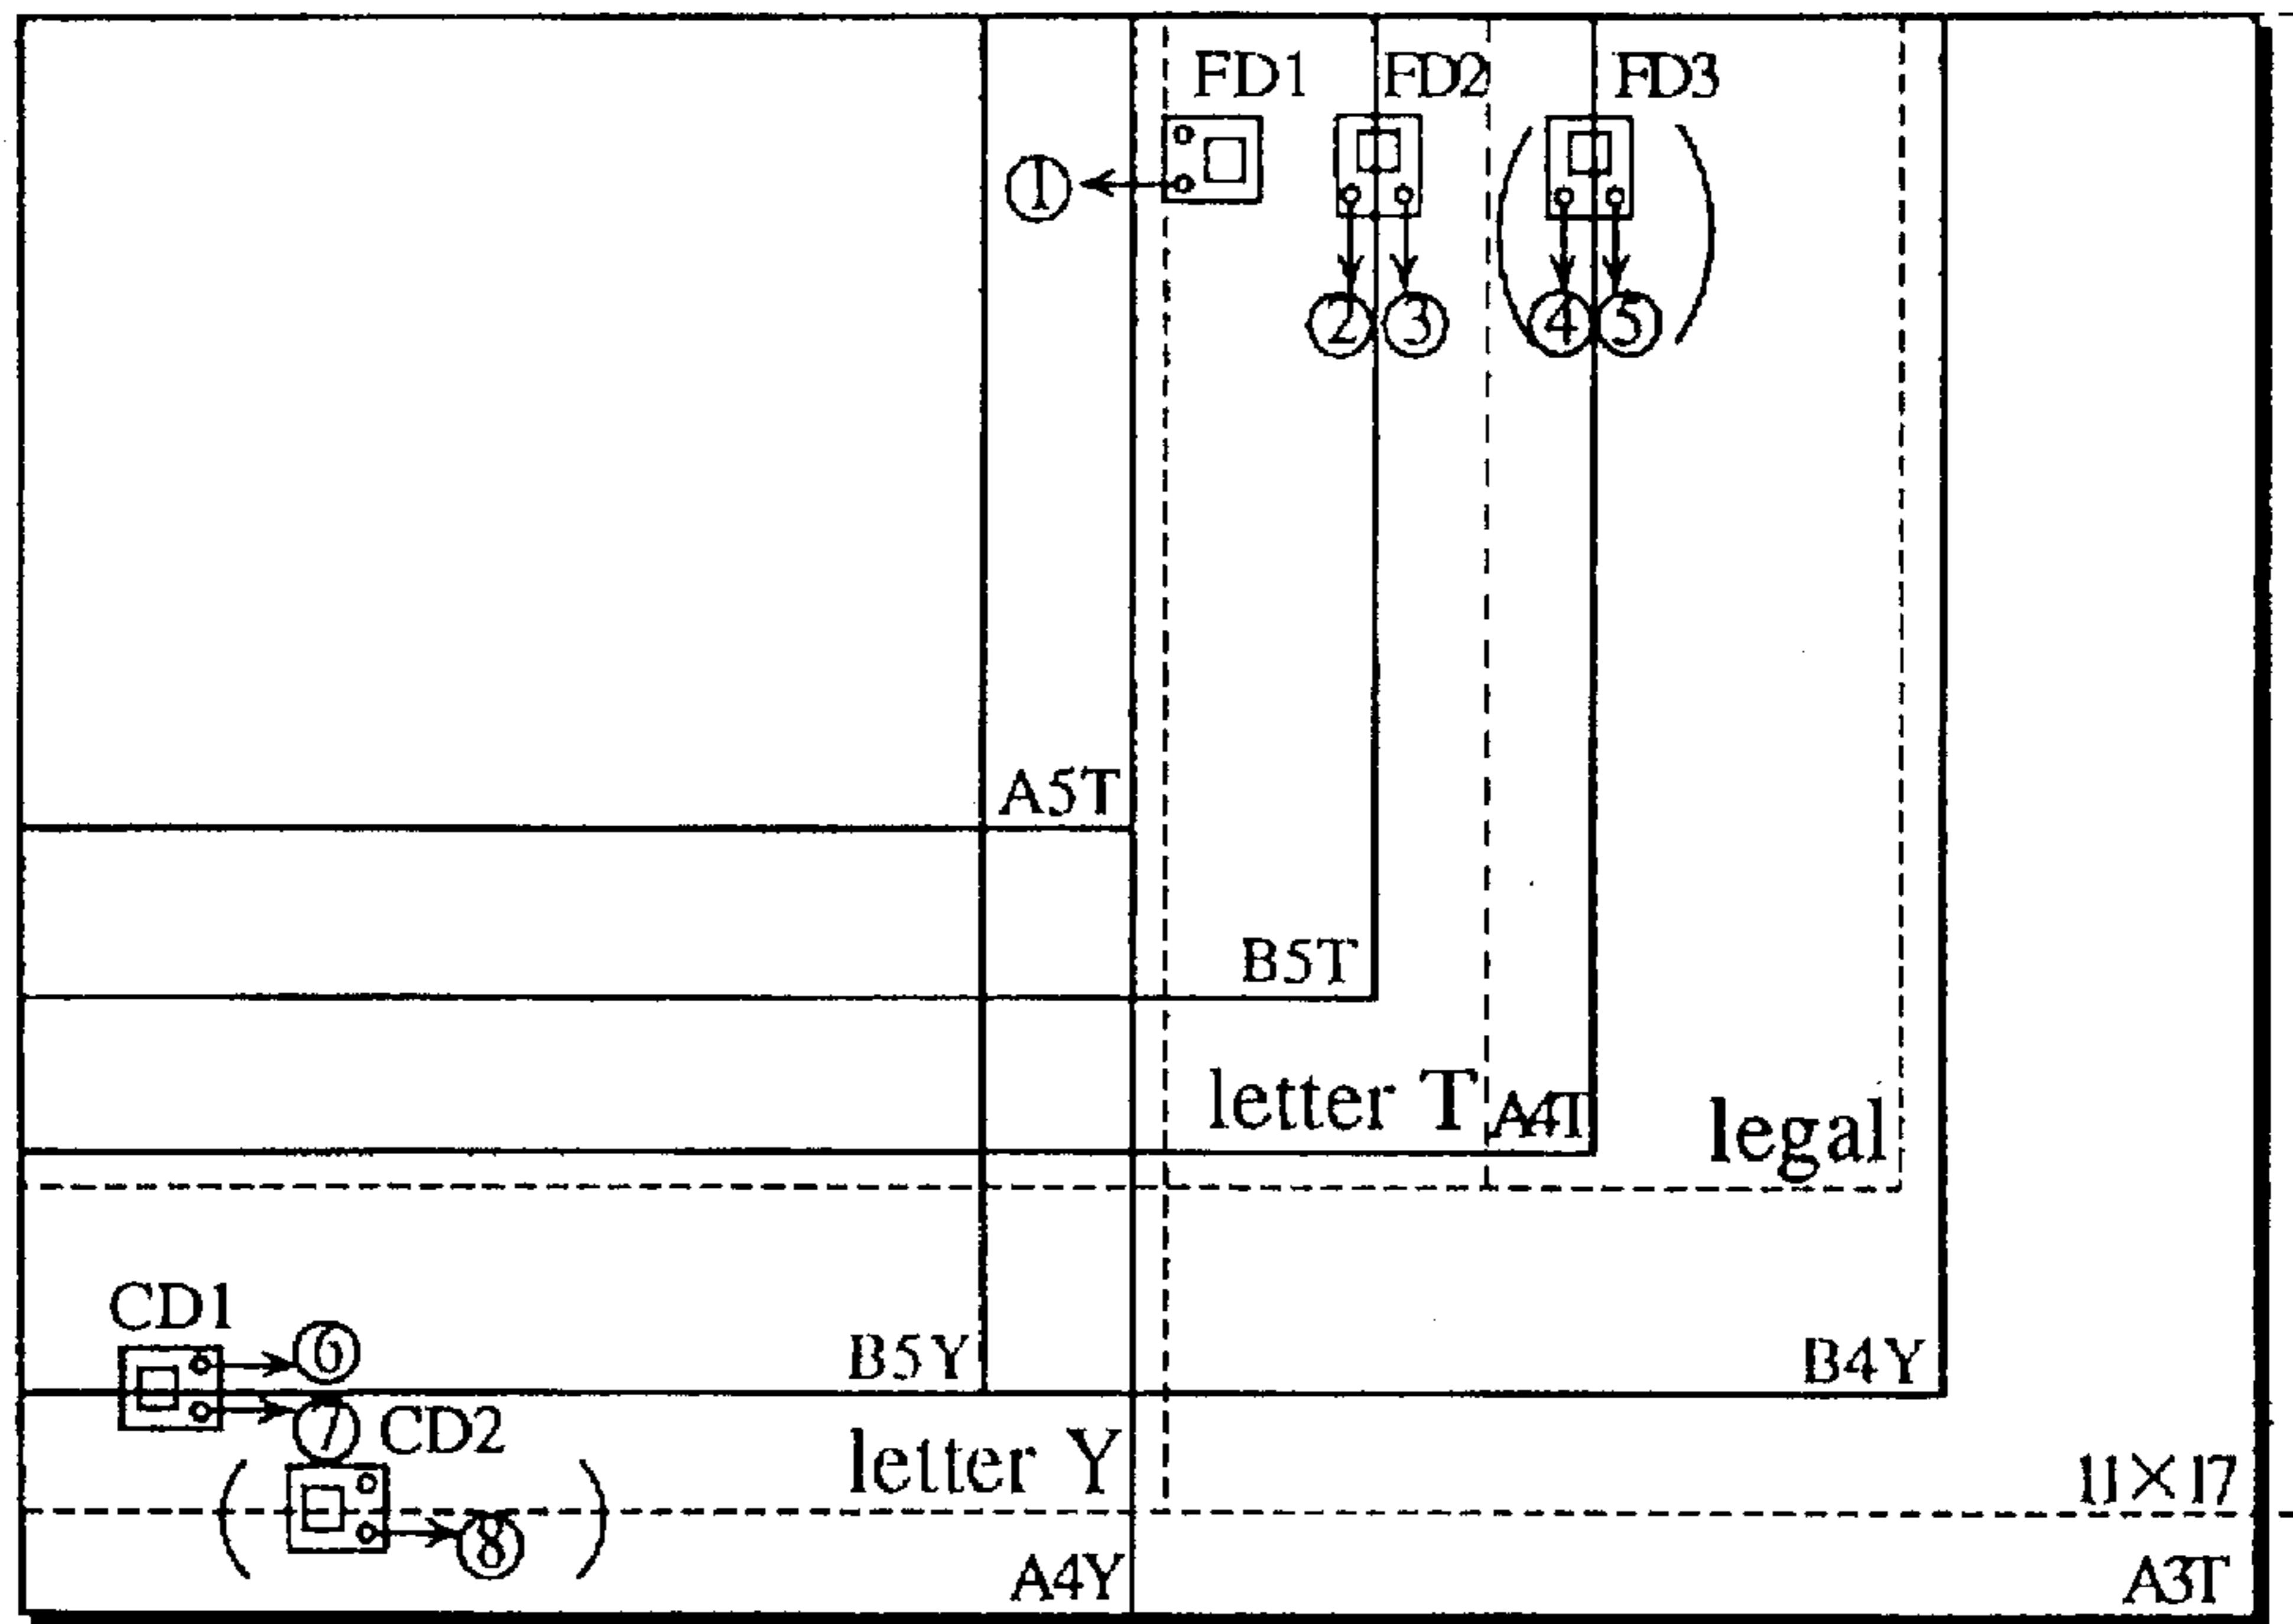 FD1 FD2 FD3
①
② ③ ④ ⑤
A5T
B5T
letter T A4T legal
CD1
⑥
B5Y B4Y
⑦ CD2
letter Y 11×17
⑧
A4Y A3T